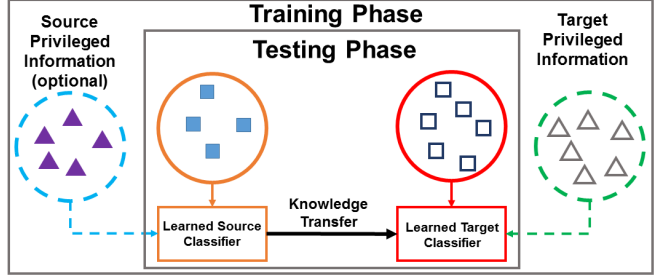 Training Phase
Source
Privileged
Information
(optional)
Testing Phase
Target
Privileged
Information
Knowledge
Transfer
Learned Source
Classifier
Learned Target
Classifier